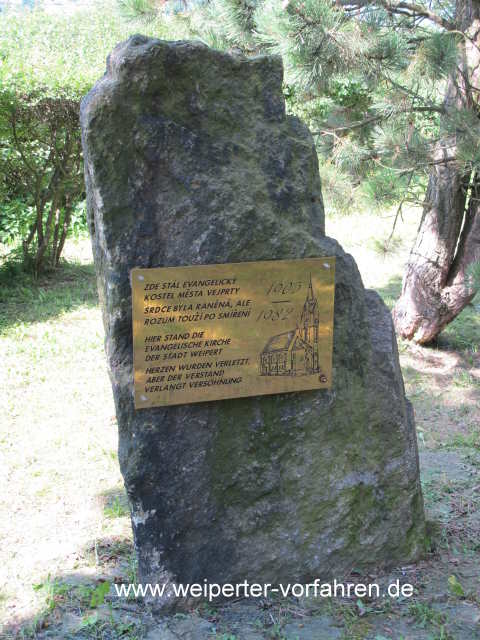 ZDE STÁL EVANGELICKÝ
KOSTEL MĚSTA VEJPRTY
SRDCE BYLA RANĚNA, ALE
ROZUM TOUŽÍ PO SMÍŘENÍ
1905
1982
HIER STAND DIE
EVANGELISCHE KIRCHE
DER STADT WEIPERT
HERZEN WURDEN VERLETZT,
ABER DER VERSTAND
VERLANGT VERSÖHNUNG
www.weiperter-vorfahren.de